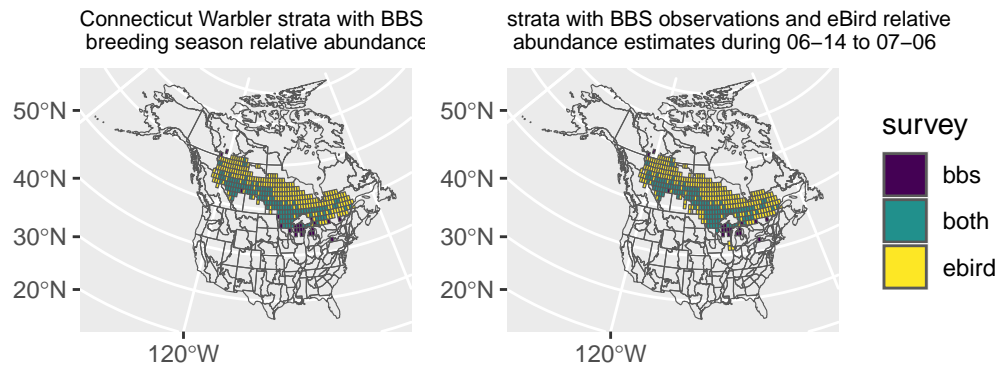 Connecticut Warbler strata with BBS
breeding season relative abundance
strata with BBS observations and eBird relative
abundance estimates during 06−14 to 07−06
50°N
40°N
30°N
20°N
120°W
50°N
40°N
30°N
20°N
120°W
survey
bbs
both
ebird